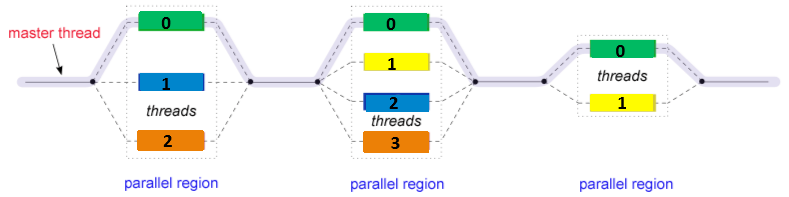 master thread
0
1
threads
2
parallel region
0
1
2
threads
3
parallel region
0
threads
1
parallel region